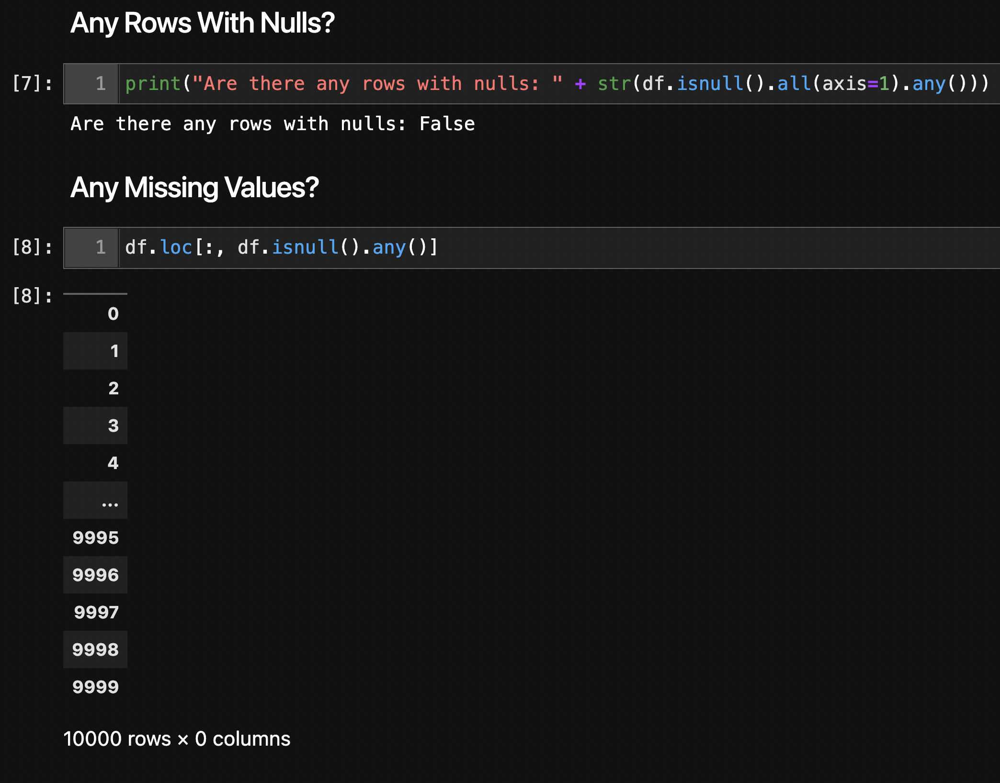 Any Rows With Nulls?
[7]: 1 print("Are there any rows with nulls: " + str(df.isnull().all(axis=1).any()))
Are there any rows with nulls: False
Any Missing Values?
[8]: 1 df.loc[:, df.isnull().any()]
[8]:
0
1
2
3
4
...
9995
9996
9997
9998
9999
10000 rows × 0 columns